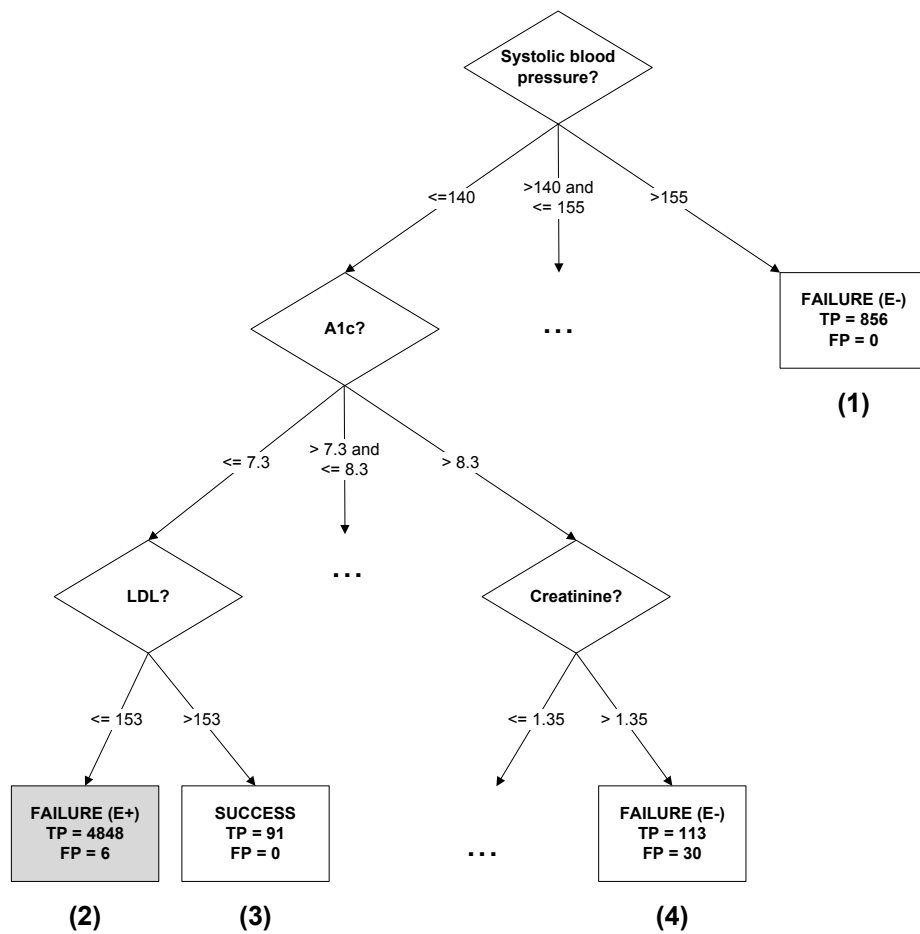 Systolic blood
pressure?
<=140
>140 and
<= 155
>155
A1c?
...
FAILURE (E-)
TP = 856
FP = 0
(1)
<= 7.3
> 7.3 and
<= 8.3
> 8.3
...
LDL?
Creatinine?
<= 153
>153
<= 1.35
> 1.35
FAILURE (E+)
TP = 4848
FP = 6
SUCCESS
TP = 91
FP = 0
...
FAILURE (E-)
TP = 113
FP = 30
(2)
(3)
(4)